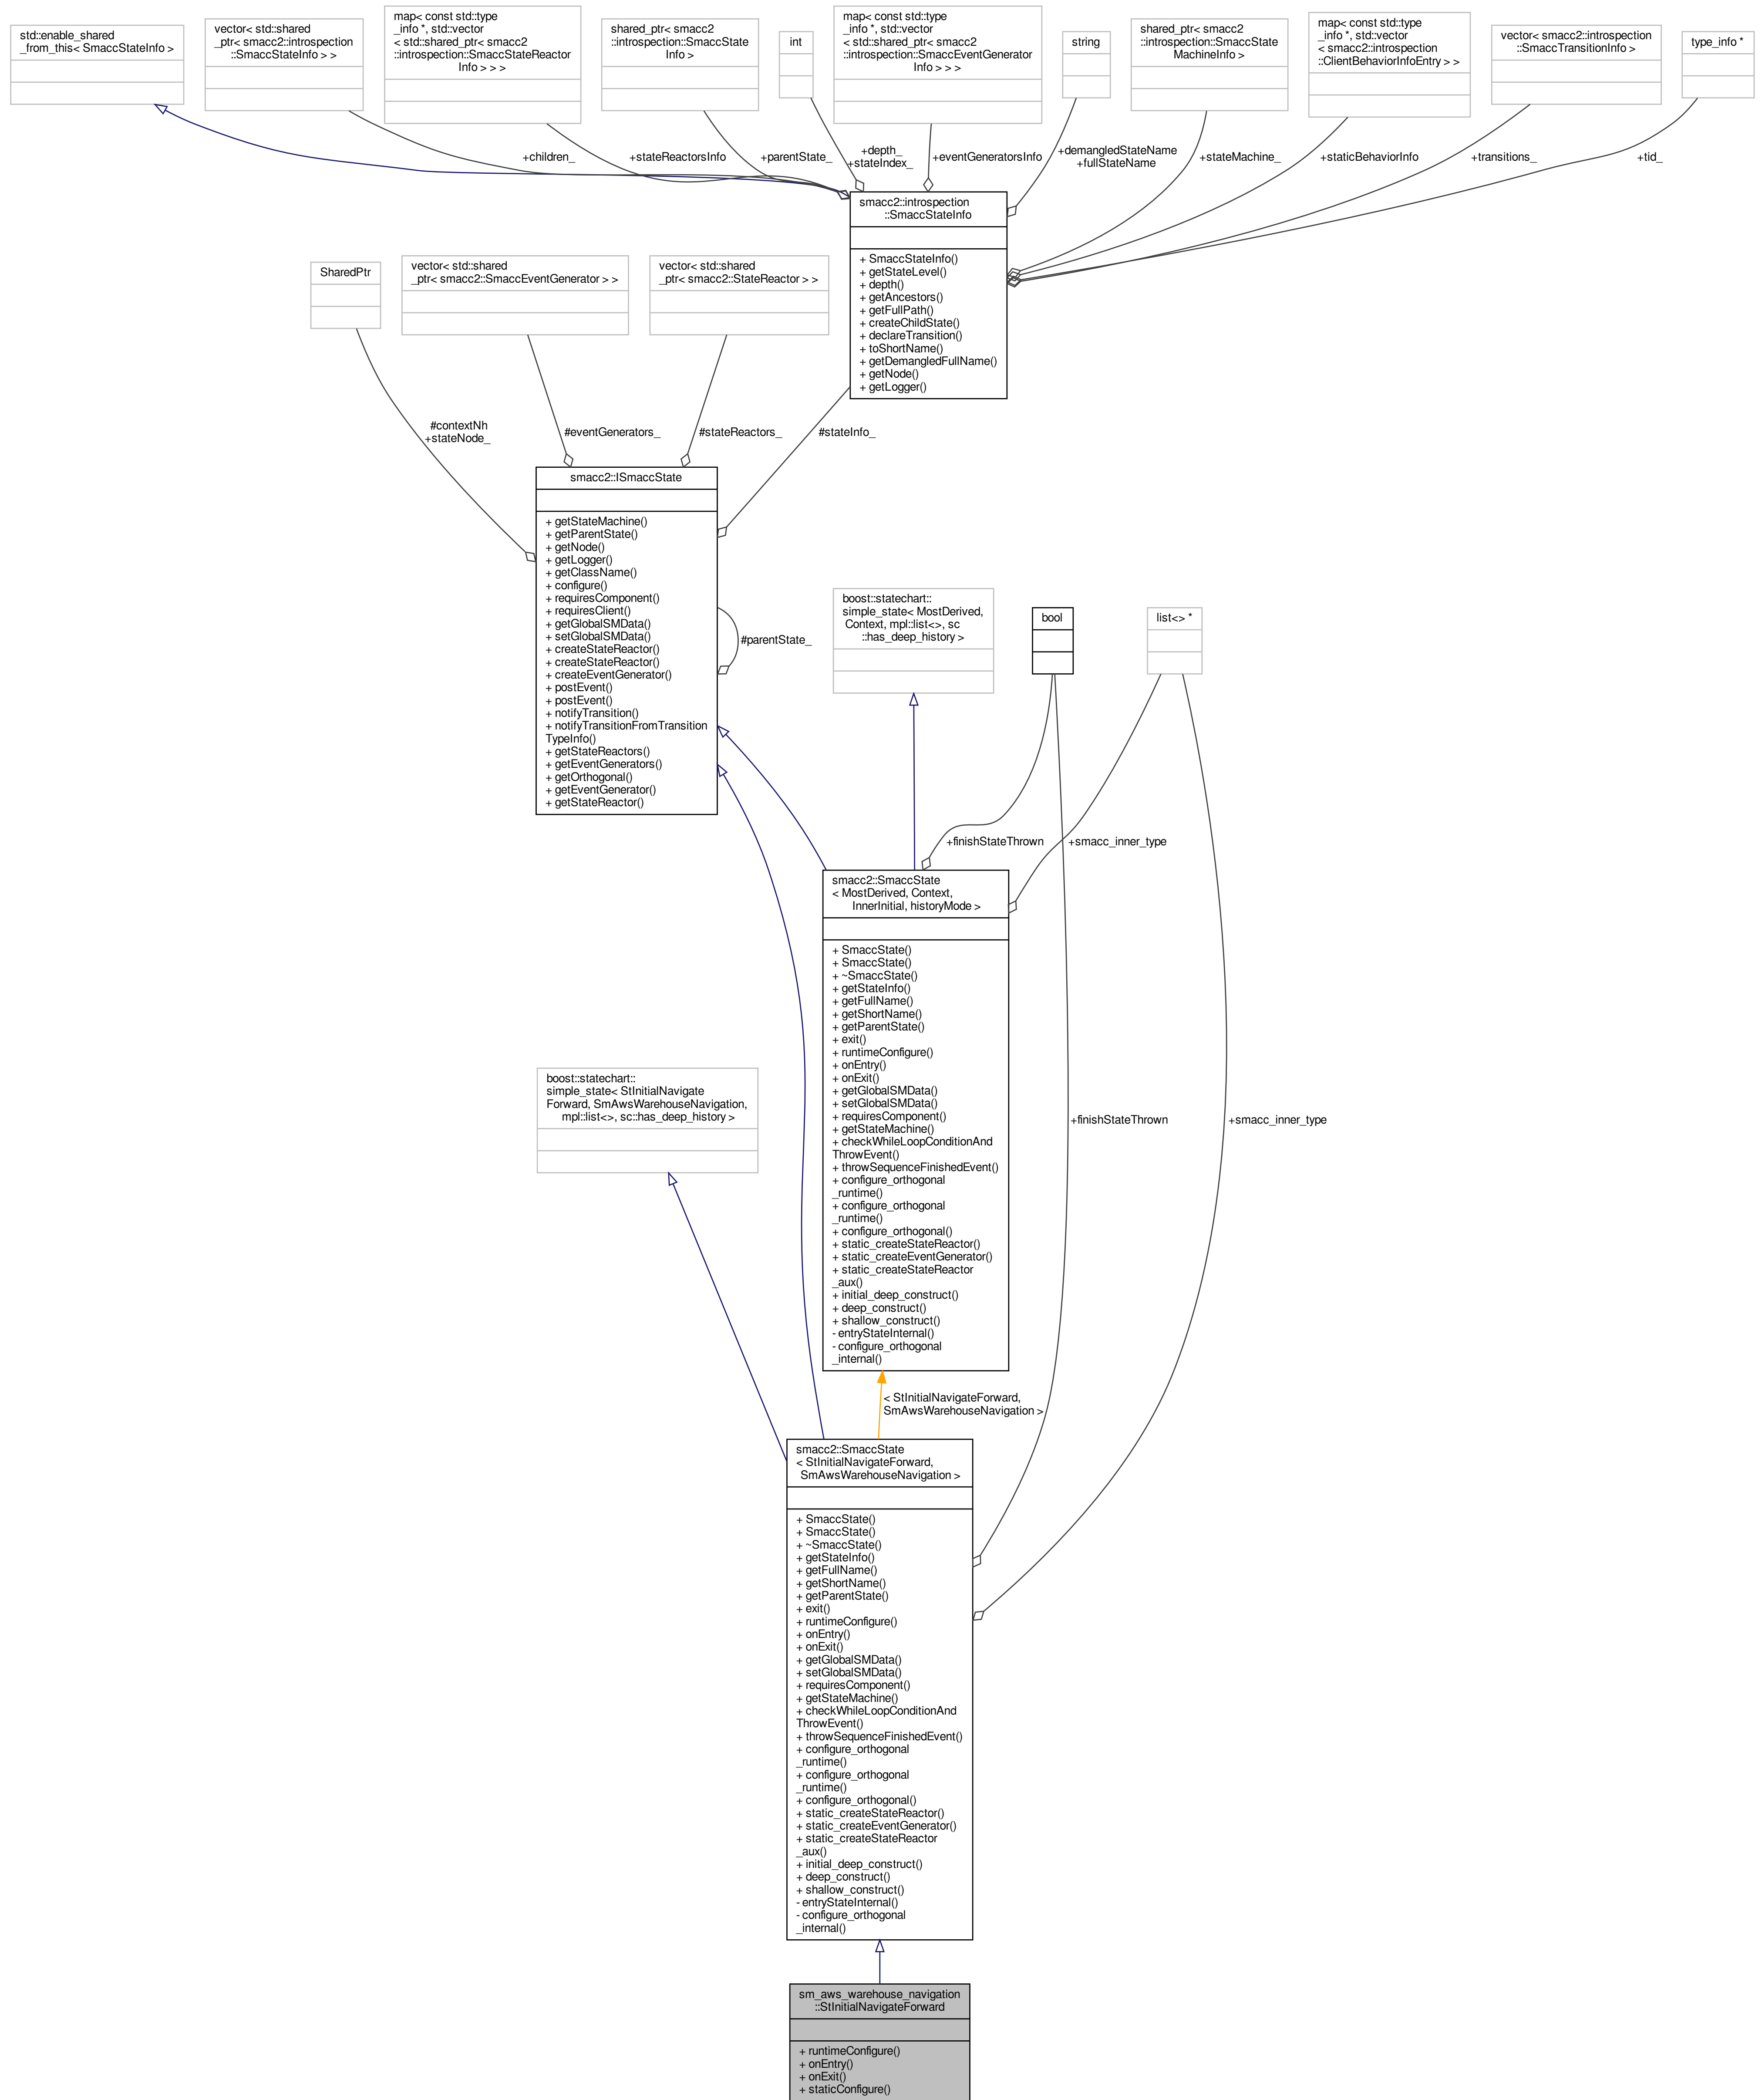 std::enable_shared
_from_this< SmaccStateInfo >
vector< std::shared
_ptr< smacc2::introspection
::SmaccStateInfo > >
map< const std::type
_info *, std::vector
< std::shared_ptr< smacc2
::introspection::SmaccStateReactor
Info > > >
shared_ptr< smacc2
::introspection::SmaccState
Info >
int
map< const std::type
_info *, std::vector
< std::shared_ptr< smacc2
::introspection::SmaccEventGenerator
Info > > >
string
shared_ptr< smacc2
::introspection::SmaccState
MachineInfo >
map< const std::type
_info *, std::vector
< smacc2::introspection
::ClientBehaviorInfoEntry > >
vector< smacc2::introspection
::SmaccTransitionInfo >
type_info *
+children_
+stateReactorsInfo
+parentState_
+depth_
+stateIndex_
+eventGeneratorsInfo
+demangledStateName
+fullStateName
+stateMachine_
+staticBehaviorInfo
+transitions_
+tid_
smacc2::introspection
::SmaccStateInfo
+ SmaccStateInfo()
+ getStateLevel()
+ depth()
+ getAncestors()
+ getFullPath()
+ createChildState()
+ declareTransition()
+ toShortName()
+ getDemangledFullName()
+ getNode()
+ getLogger()
SharedPtr
vector< std::shared
_ptr< smacc2::SmaccEventGenerator > >
vector< std::shared
_ptr< smacc2::StateReactor > >
#contextNh
+stateNode_
#eventGenerators_
#stateReactors_
#stateInfo_
smacc2::ISmaccState
+ getStateMachine()
+ getParentState()
+ getNode()
+ getLogger()
+ getClassName()
+ configure()
+ requiresComponent()
+ requiresClient()
+ getGlobalSMData()
+ setGlobalSMData()
+ createStateReactor()
+ createStateReactor()
+ createEventGenerator()
+ postEvent()
+ postEvent()
+ notifyTransition()
+ notifyTransitionFromTransition
TypeInfo()
+ getStateReactors()
+ getEventGenerators()
+ getOrthogonal()
+ getEventGenerator()
+ getStateReactor()
#parentState_
boost::statechart::
simple_state< MostDerived,
Context, mpl::list<>, sc
::has_deep_history >
bool
list<> *
+finishStateThrown
+smacc_inner_type
smacc2::SmaccState
< MostDerived, Context,
InnerInitial, historyMode >
+ SmaccState()
+ SmaccState()
+ ~SmaccState()
+ getStateInfo()
+ getFullName()
+ getShortName()
+ getParentState()
+ exit()
+ runtimeConfigure()
+ onEntry()
+ onExit()
+ getGlobalSMData()
+ setGlobalSMData()
+ requiresComponent()
+ getStateMachine()
+ checkWhileLoopConditionAnd
ThrowEvent()
+ throwSequenceFinishedEvent()
+ configure_orthogonal
_runtime()
+ configure_orthogonal
_runtime()
+ configure_orthogonal()
+ static_createStateReactor()
+ static_createEventGenerator()
+ static_createStateReactor
_aux()
+ initial_deep_construct()
+ deep_construct()
+ shallow_construct()
- entryStateInternal()
- configure_orthogonal
_internal()
boost::statechart::
simple_state< StInitialNavigate
Forward, SmAwsWarehouseNavigation,
mpl::list<>, sc::has_deep_history >
+finishStateThrown
+smacc_inner_type
< StInitialNavigateForward,
SmAwsWarehouseNavigation >
smacc2::SmaccState
< StInitialNavigateForward,
SmAwsWarehouseNavigation >
+ SmaccState()
+ SmaccState()
+ ~SmaccState()
+ getStateInfo()
+ getFullName()
+ getShortName()
+ getParentState()
+ exit()
+ runtimeConfigure()
+ onEntry()
+ onExit()
+ getGlobalSMData()
+ setGlobalSMData()
+ requiresComponent()
+ getStateMachine()
+ checkWhileLoopConditionAnd
ThrowEvent()
+ throwSequenceFinishedEvent()
+ configure_orthogonal
_runtime()
+ configure_orthogonal
_runtime()
+ configure_orthogonal()
+ static_createStateReactor()
+ static_createEventGenerator()
+ static_createStateReactor
_aux()
+ initial_deep_construct()
+ deep_construct()
+ shallow_construct()
- entryStateInternal()
- configure_orthogonal
_internal()
sm_aws_warehouse_navigation
::StInitialNavigateForward
+ runtimeConfigure()
+ onEntry()
+ onExit()
+ staticConfigure()